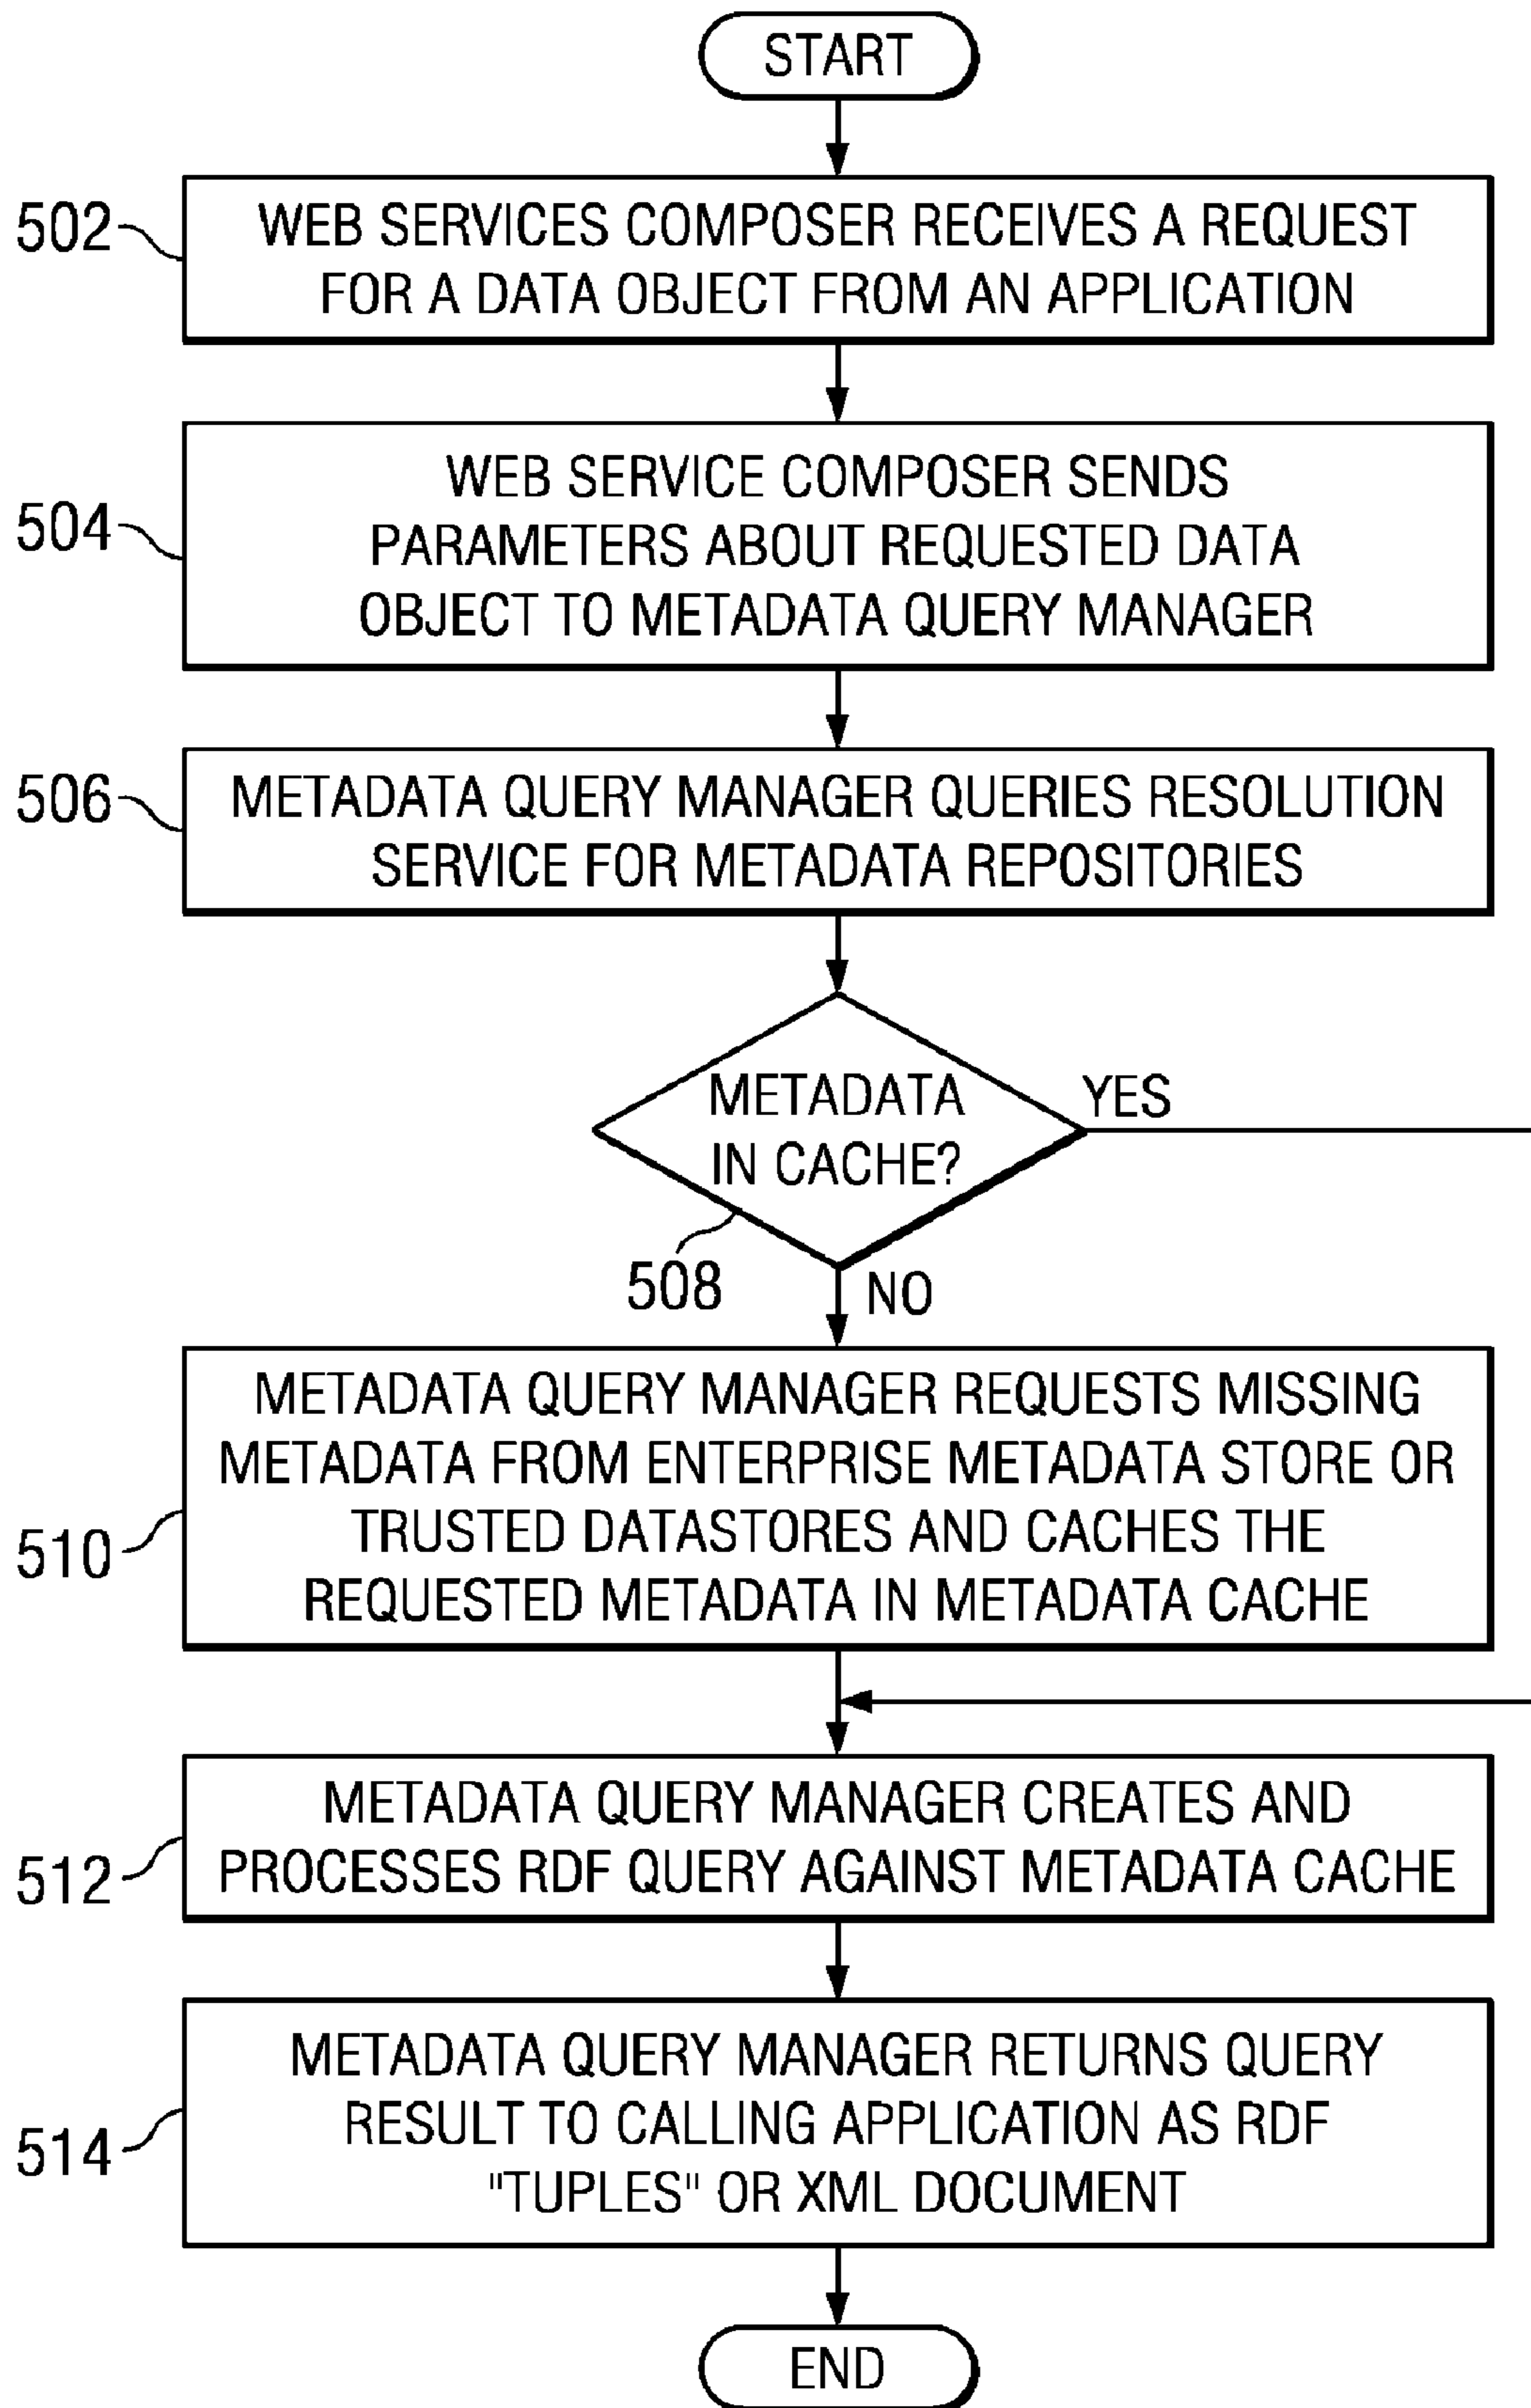 START
502
WEB SERVICES COMPOSER RECEIVES A REQUEST
FOR A DATA OBJECT FROM AN APPLICATION
504
WEB SERVICE COMPOSER SENDS
PARAMETERS ABOUT REQUESTED DATA
OBJECT TO METADATA QUERY MANAGER
506
METADATA QUERY MANAGER QUERIES RESOLUTION
SERVICE FOR METADATA REPOSITORIES
METADATA
IN CACHE?
YES
508
NO
METADATA QUERY MANAGER REQUESTS MISSING
METADATA FROM ENTERPRISE METADATA STORE OR
TRUSTED DATASTORES AND CACHES THE
REQUESTED METADATA IN METADATA CACHE
510
METADATA QUERY MANAGER CREATES AND
PROCESSES RDF QUERY AGAINST METADATA CACHE
512
METADATA QUERY MANAGER RETURNS QUERY
RESULT TO CALLING APPLICATION AS RDF
"TUPLES" OR XML DOCUMENT
514
END